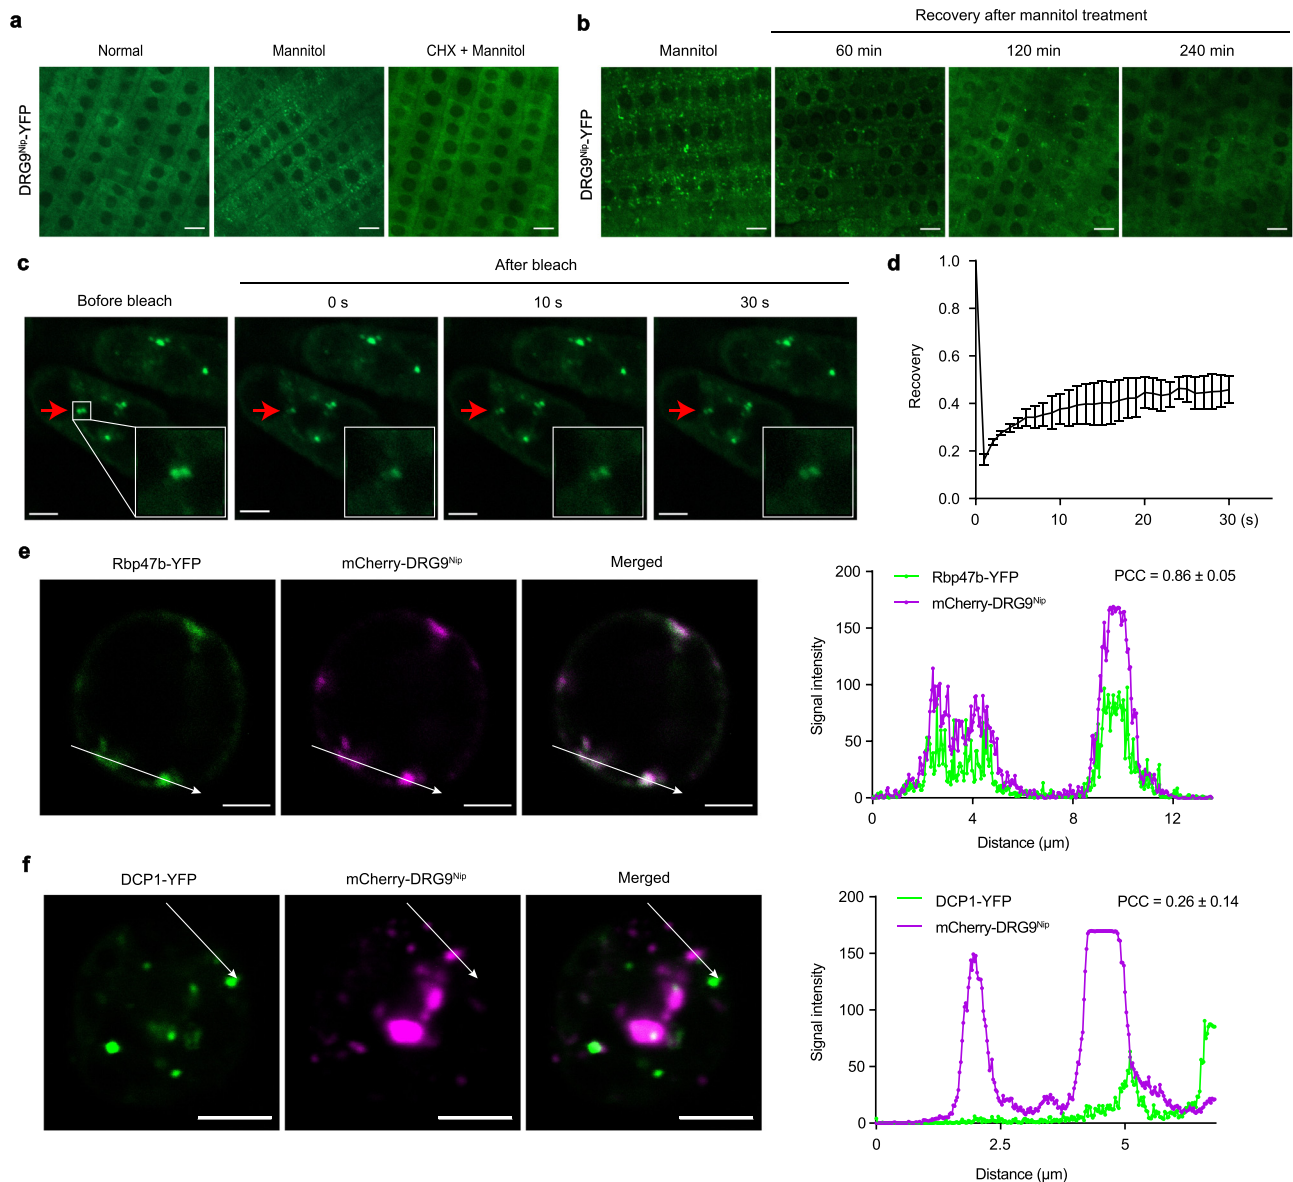 a
Normal
Mannitol
CHX + Mannitol
DRG9Nip-YFP
b
Recovery after mannitol treatment
Mannitol
60 min
120 min
240 min
DRG9Nip-YFP
c
After bleach
Bofore bleach
0 s
10 s
30 s
d
1.0
0.8
0.6
0.4
0.2
0.0
Recovery
0
10
20
30 (s)
e
Rbp47b-YFP
mCherry-DRG9Nip
Merged
Rbp47b-YFP
mCherry-DRG9Nip
PCC = 0.86 ± 0.05
200
150
100
50
0
Signal intensity
0
4
8
12
Distance (µm)
f
DCP1-YFP
mCherry-DRG9Nip
Merged
DCP1-YFP
mCherry-DRG9Nip
PCC = 0.26 ± 0.14
200
150
100
50
0
Signal intensity
0
2.5
5
Distance (µm)